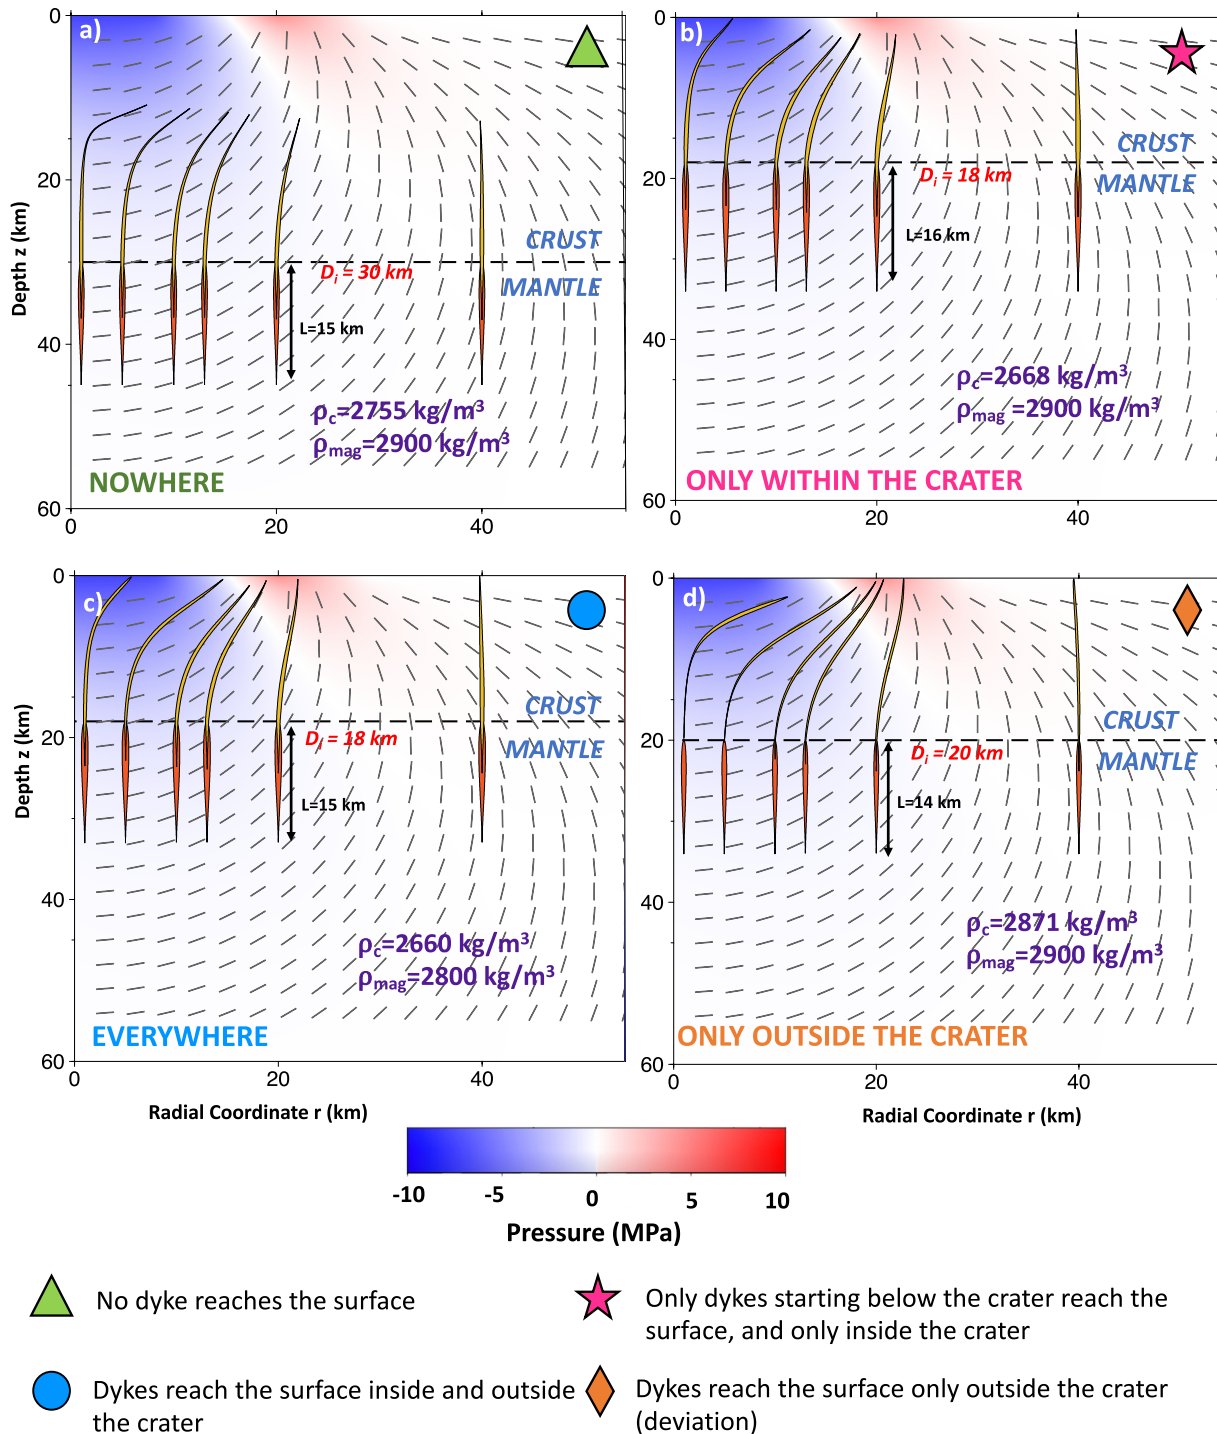 a)
0
20
40
60
Depth z (km)
CRUST
Di = 30 km
MANTLE
L=15 km
ρc=2755 kg/m³
ρmag=2900 kg/m³
NOWHERE
0 20 40
b)
0
20
40
60
CRUST
Di = 18 km
MANTLE
L=16 km
ρc=2668 kg/m³
ρmag =2900 kg/m³
ONLY WITHIN THE CRATER
0 20 40
c)
0
20
40
60
Depth z (km)
CRUST
Di = 18 km
MANTLE
L=15 km
ρc=2660 kg/m³
ρmag=2800 kg/m³
EVERYWHERE
0 20 40
Radial Coordinate r (km)
d)
0
20
40
60
CRUST
Di = 20 km
MANTLE
L=14 km
ρc=2871 kg/m³
ρmag=2900 kg/m³
ONLY OUTSIDE THE CRATER
0 20 40
Radial Coordinate r (km)
-10 -5 0 5 10
Pressure (MPa)
No dyke reaches the surface
Only dykes starting below the crater reach the
surface, and only inside the crater
Dykes reach the surface inside and outside
the crater
Dykes reach the surface only outside the crater
(deviation)